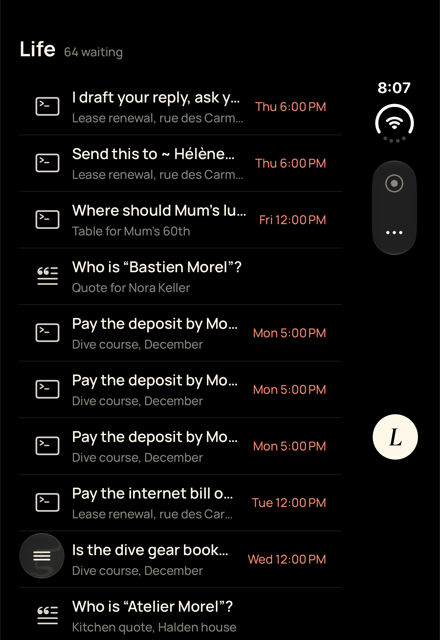 Life 64 waiting
8:07
I draft your reply, ask y...
Lease renewal, rue des Carm...
Thu 6:00 PM
Send this to ~ Hélène...
Lease renewal, rue des Carm...
Thu 6:00 PM
Where should Mum's lu...
Table for Mum's 60th
Fri 12:00 PM
Who is “Bastien Morel”?
Quote for Nora Keller
Pay the deposit by Mo...
Dive course, December
Mon 5:00 PM
Pay the deposit by Mo...
Dive course, December
Mon 5:00 PM
Pay the deposit by Mo...
Dive course, December
Mon 5:00 PM
L
Pay the internet bill o...
Lease renewal, rue des Car...
Tue 12:00 PM
Is the dive gear book...
Dive course, December
Wed 12:00 PM
Who is “Atelier Morel”?
Kitchen quote, Halden house